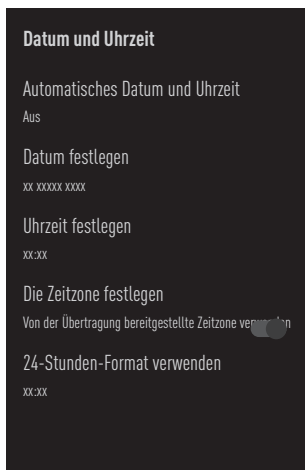 Datum und Uhrzeit
Automatisches Datum und Uhrzeit
Aus
Datum festlegen
xx xxxxx xxxx
Uhrzeit festlegen
xx:xx
Die Zeitzone festlegen
Von der Übertragung bereitgestellte Zeitzone verwenden
24-Stunden-Format verwenden
xx:xx